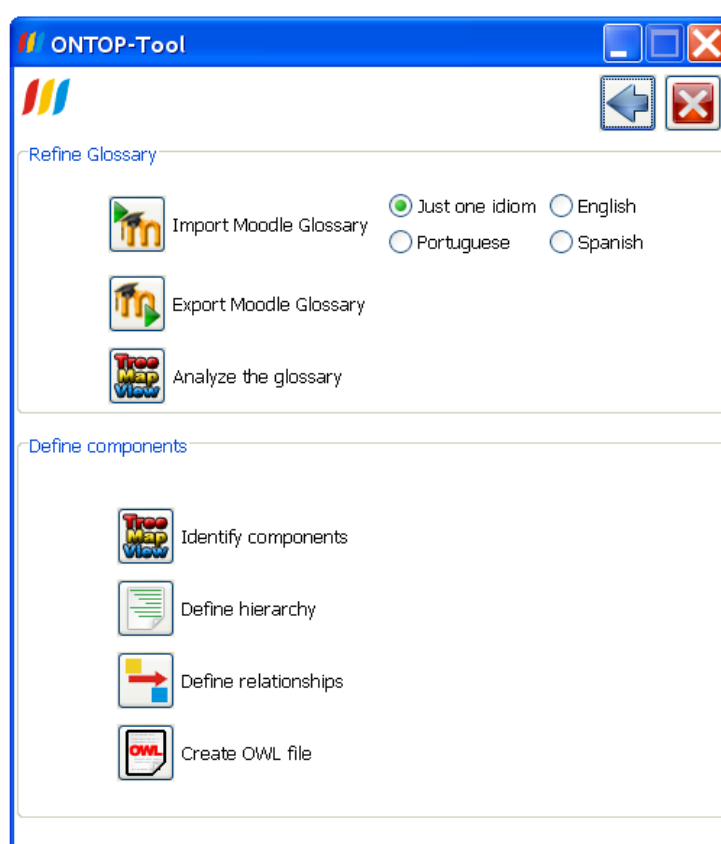 ONTOP-Tool
Refine Glossary
Import Moodle Glossary
Just one idiom English
Portuguese Spanish
Export Moodle Glossary
Tree
Map
View
Analyze the glossary
Define components
Tree
Map
View
Identify components
Define hierarchy
Define relationships
OWL
Create OWL file